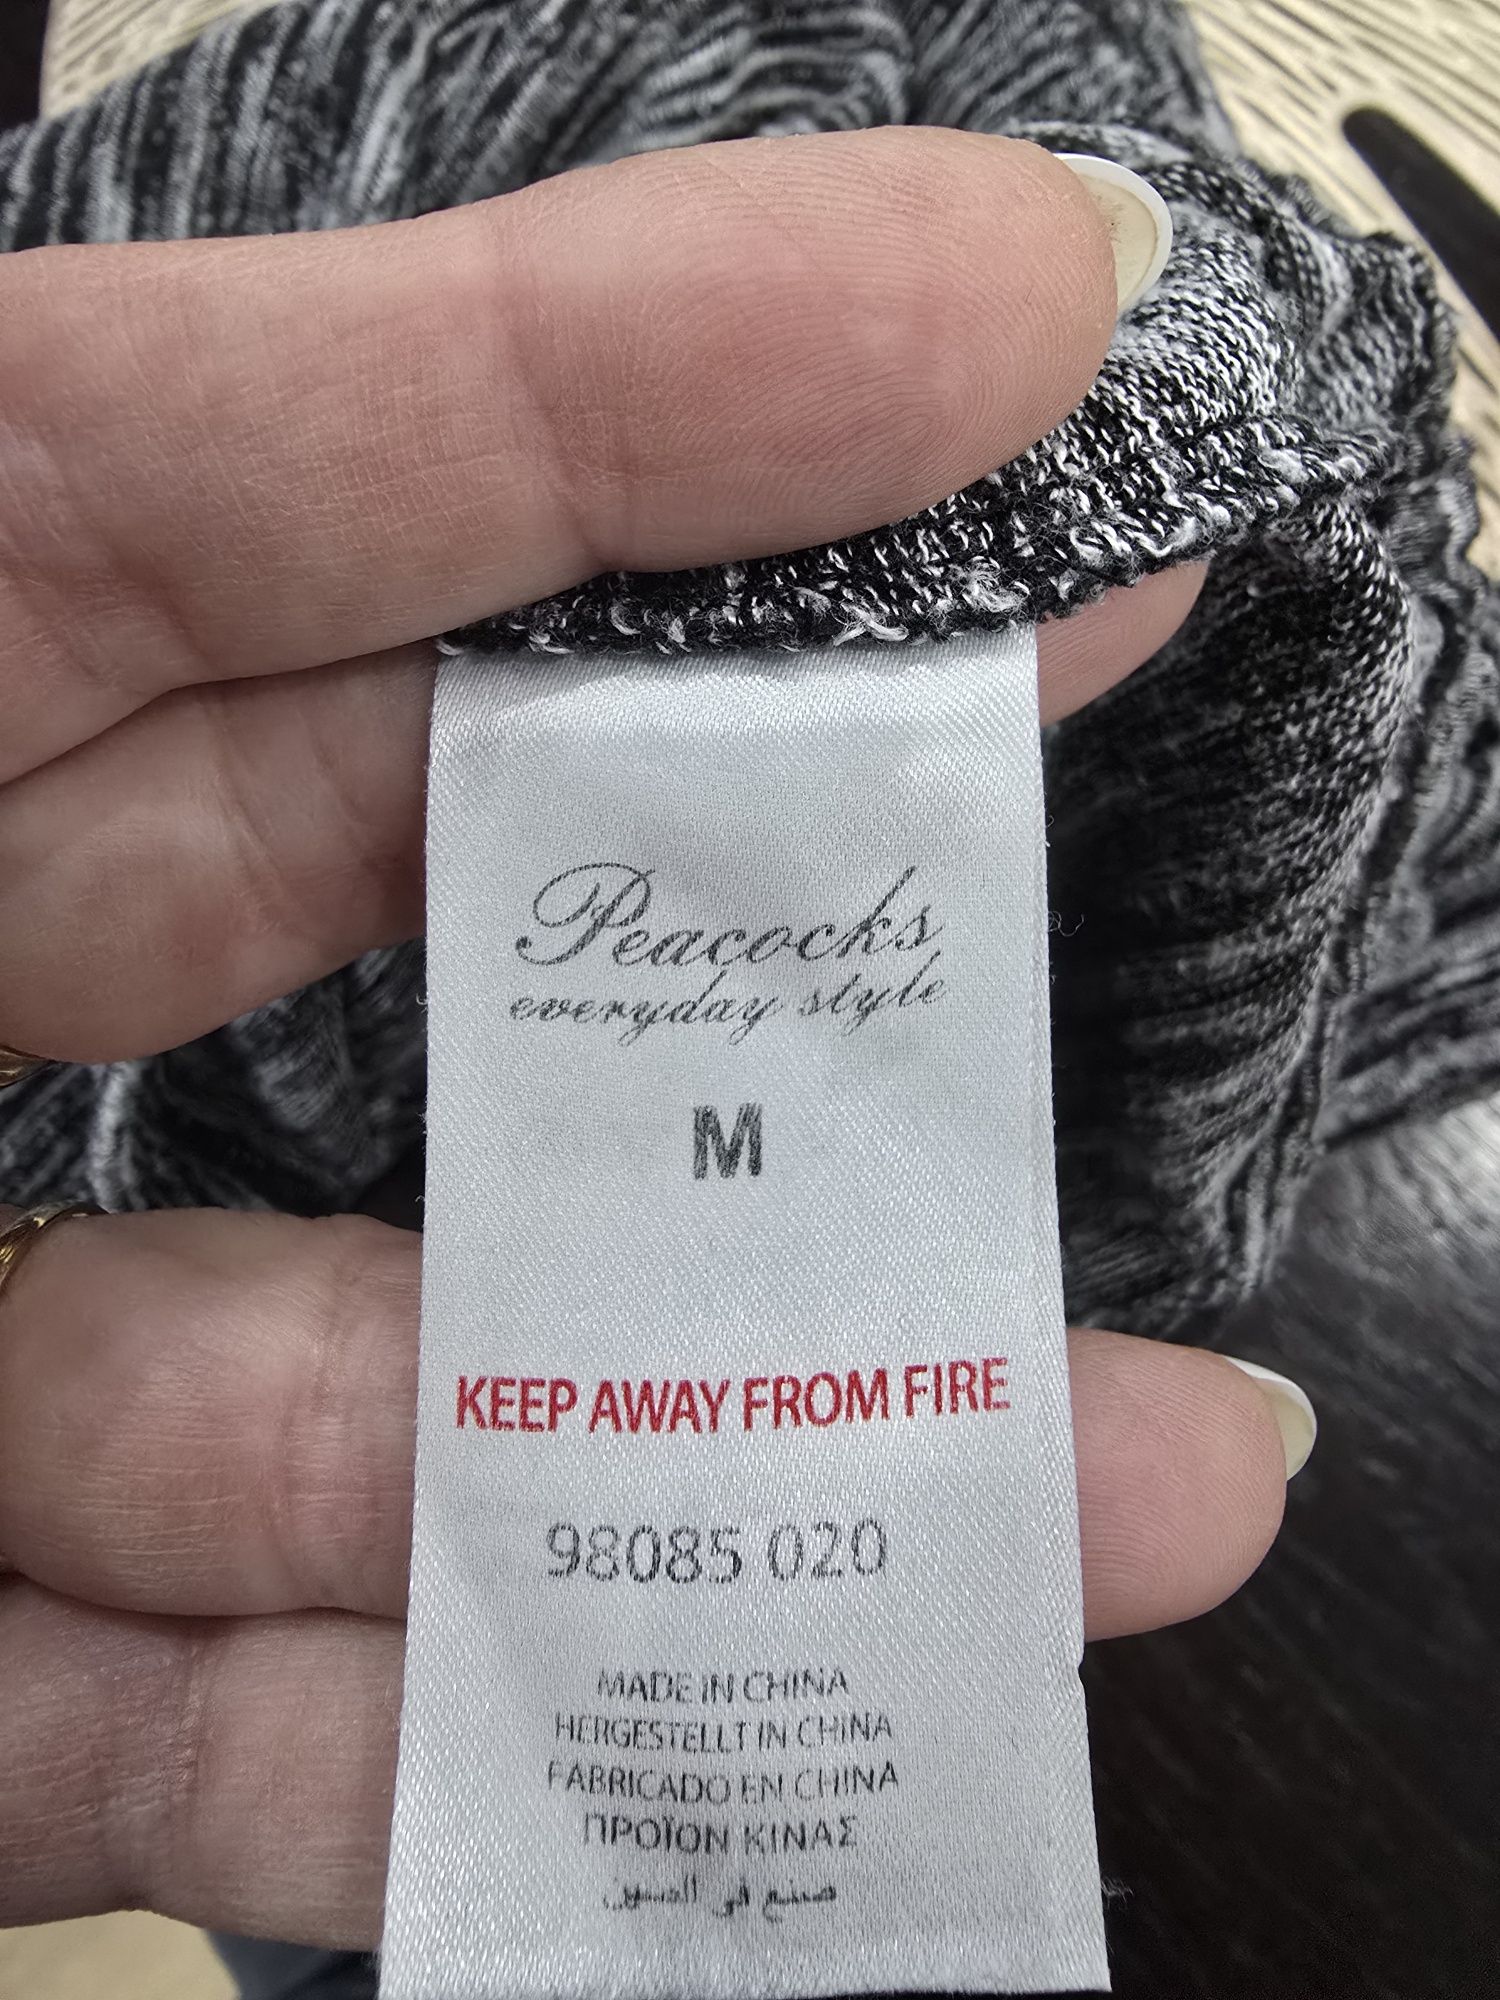 Peacocks
everyday style
M
KEEP AWAY FROM FIRE
98085 020
MADE IN CHINA
HERGESTELLT IN CHINA
FABRICADO EN CHINA
ΠΡΟΪΟΝ ΚΙΝΑΣ
صنع في الصين